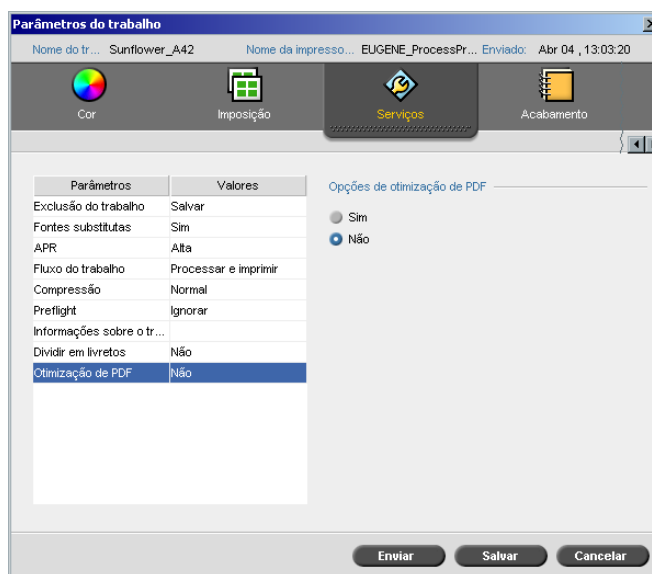 Parâmetros do trabalho
Nome do tr... Sunflower_A42 Nome da impresso... EUGENE_ProcessPr... Enviado: Abr 04 , 13:03:20
Cor Imposição Serviços Acabamento
Parâmetros Valores Opções de otimização de PDF
Exclusão do trabalho Salvar
Fontes substitutas Sim
Sim
APR Alta
Não
Fluxo do trabalho Processar e imprimir
Compressão Normal
Preflight Ignorar
Informações sobre o tr...
Dividir em livretos Não
Otimização de PDF Não
Enviar Salvar Cancelar